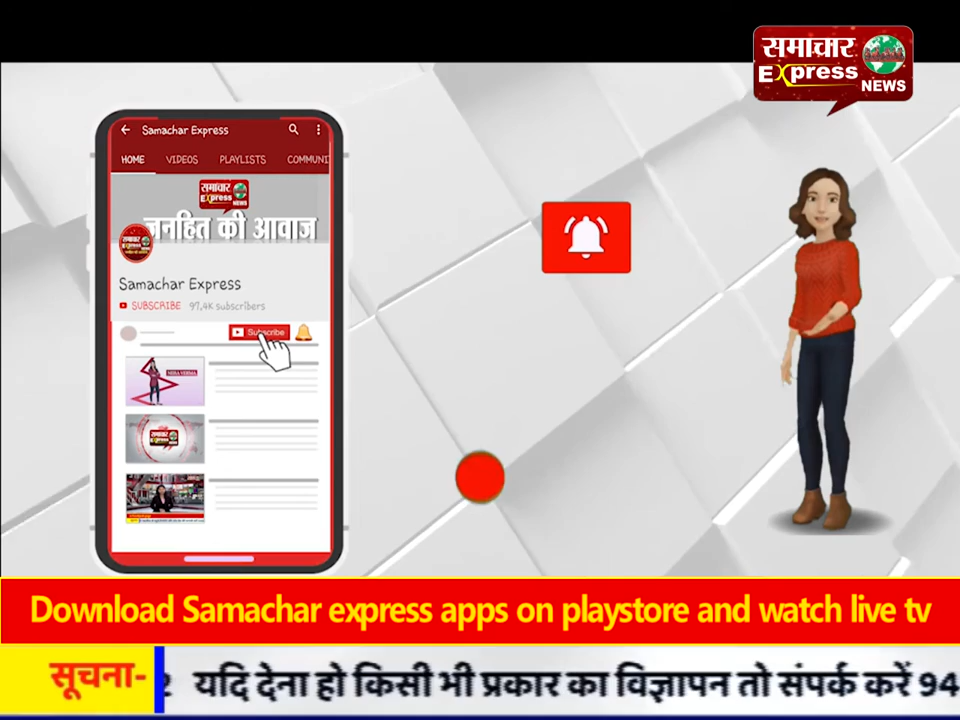 समाचार
Express
NEWS
Samachar Express
HOME VIDEOS PLAYLISTS COMMUNI
समाचार
Express
NEWS
जनहित की आवाज
Samachar Express
SUBSCRIBE 97.4K subscribers
Subscribe
Download Samachar express apps on playstore and watch live tv
सूचना- 2 यदि देना हो किसी भी प्रकार का विज्ञापन तो संपर्क करें 94